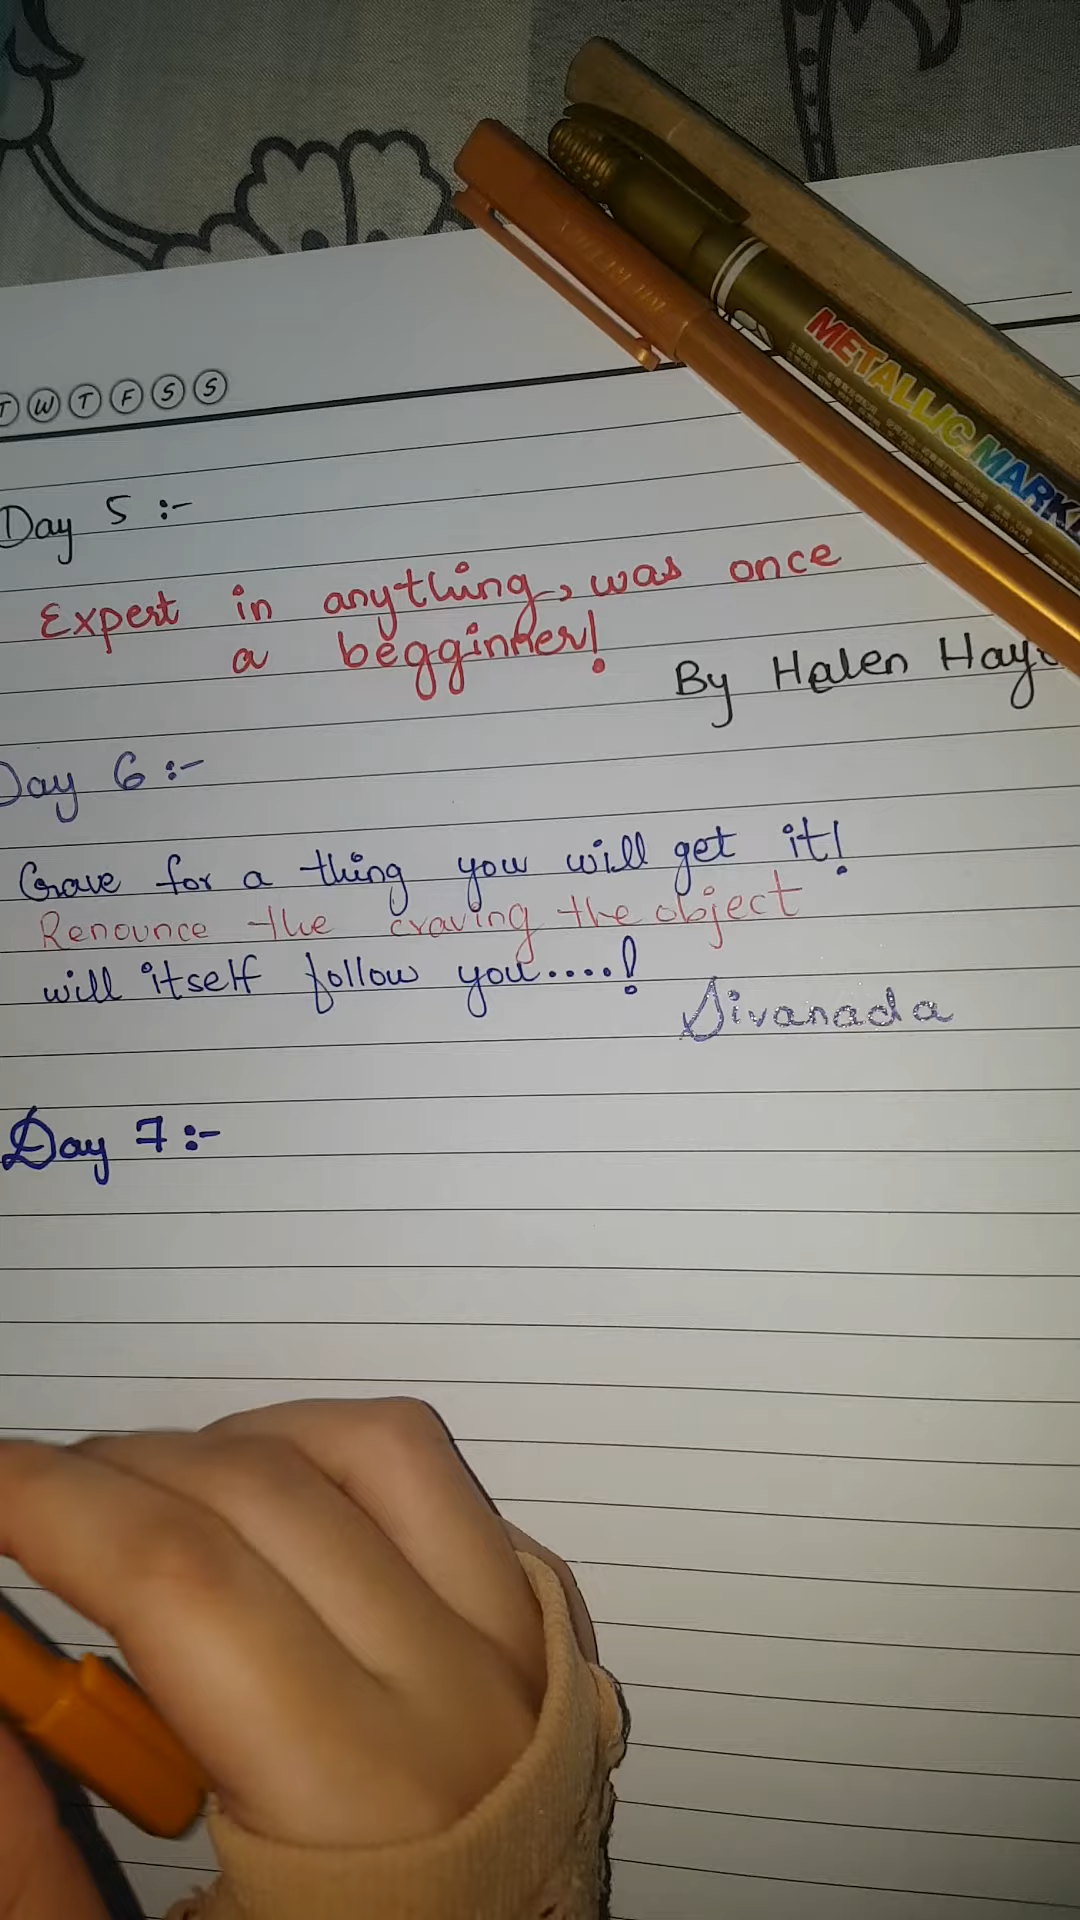 T W T F S S
METALLIC MARK
Day 5 :-
Expert in anything, was once
a begginner!
By Helen Haye
Day 6 :-
Crave for a thing you will get it!
Renounce the craving the object
will itself follow you....!
Sivanada
Day 7 :-